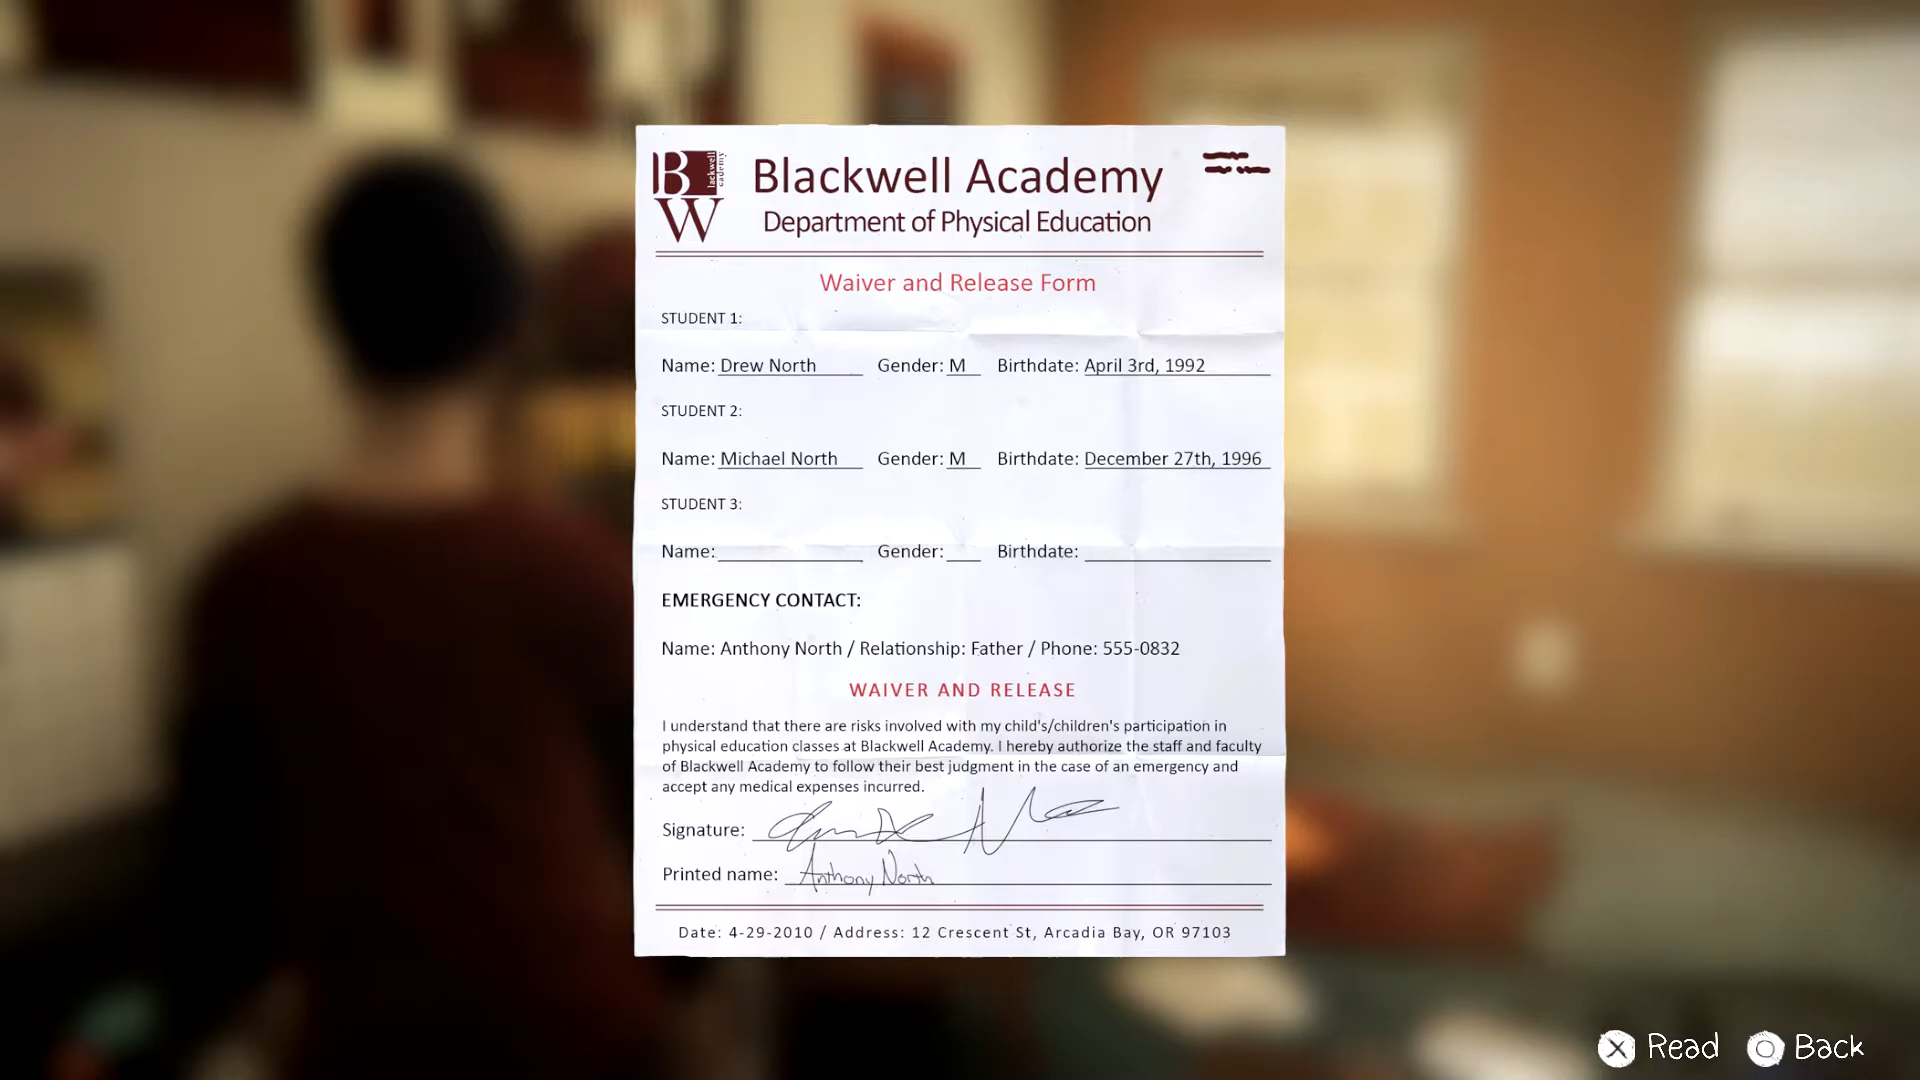 B lackwell cademy
W
Blackwell Academy
Department of Physical Education
Waiver and Release Form
STUDENT 1:
Name: Drew North Gender: M Birthdate: April 3rd, 1992
STUDENT 2:
Name: Michael North Gender: M Birthdate: December 27th, 1996
STUDENT 3:
Name: Gender: Birthdate:
EMERGENCY CONTACT:
Name: Anthony North / Relationship: Father / Phone: 555-0832
WAIVER AND RELEASE
I understand that there are risks involved with my child's/children's participation in
physical education classes at Blackwell Academy. I hereby authorize the staff and faculty
of Blackwell Academy to follow their best judgment in the case of an emergency and
accept any medical expenses incurred.
Signature:
Printed name: Anthony North
Date: 4-29-2010 / Address: 12 Crescent St, Arcadia Bay, OR 97103
Read Back